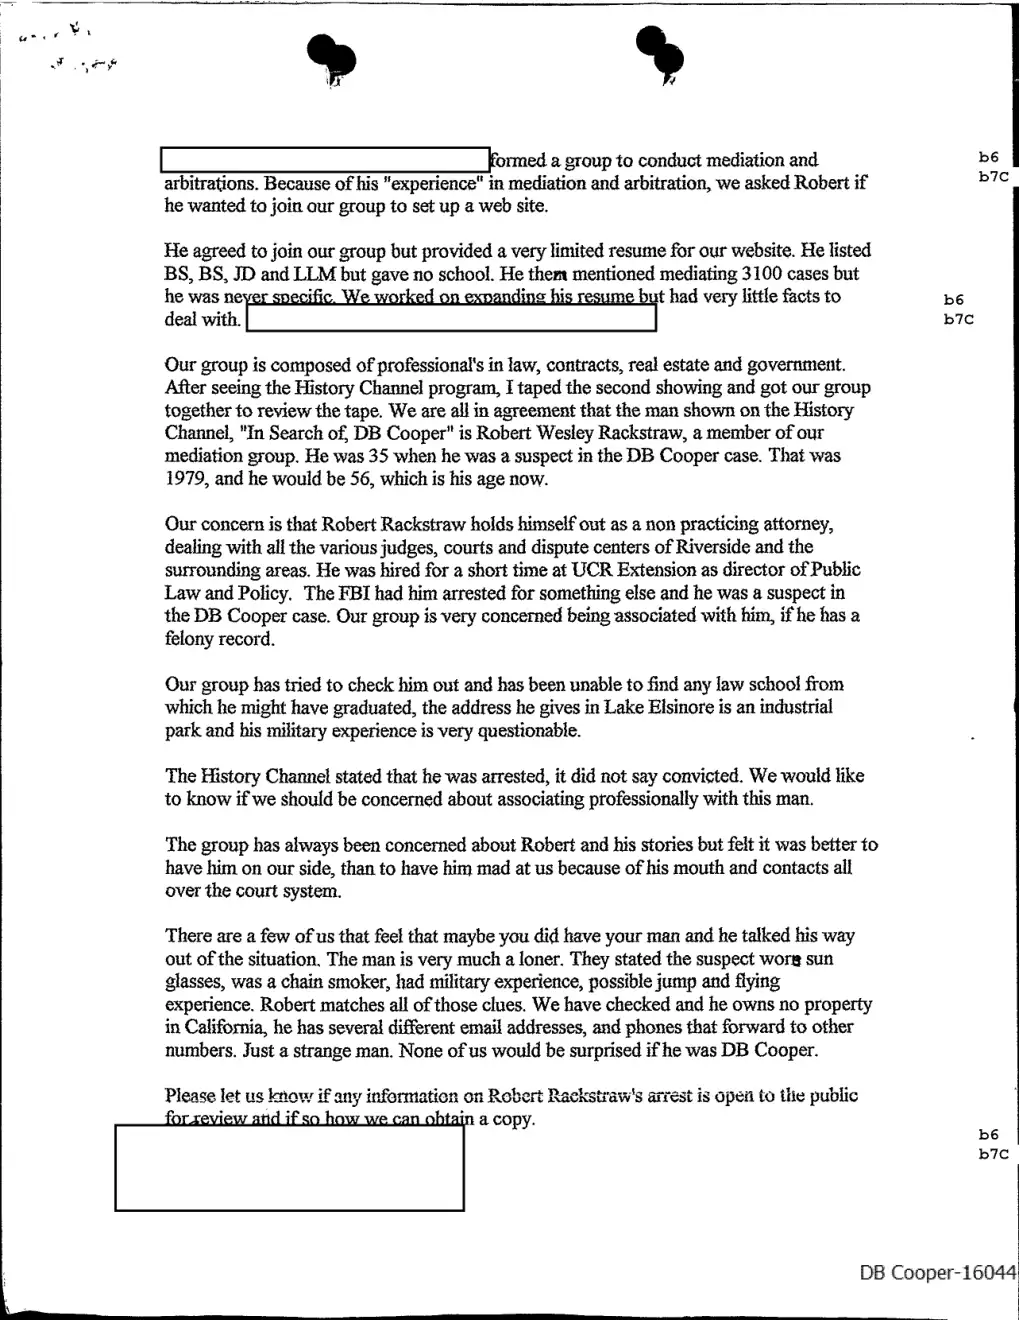 formed a group to conduct mediation and
b6
arbitrations. Because of his "experience" in mediation and arbitration, we asked Robert if
b7C
he wanted to join our group to set up a web site.
He agreed to join our group but provided a very limited resume for our website. He listed
BS, BS, JD and LLM but gave no school. He them mentioned mediating 3100 cases but
he was never specific. We worked on expanding his resume but had very little facts to
b6
deal with.
b7C
Our group is composed of professional's in law, contracts, real estate and government.
After seeing the History Channel program, I taped the second showing and got our group
together to review the tape. We are all in agreement that the man shown on the History
Channel, "In Search of, DB Cooper" is Robert Wesley Rackstraw, a member of our
mediation group. He was 35 when he was a suspect in the DB Cooper case. That was
1979, and he would be 56, which is his age now.
Our concern is that Robert Rackstraw holds himself out as a non practicing attorney,
dealing with all the various judges, courts and dispute centers of Riverside and the
surrounding areas. He was hired for a short time at UCR Extension as director of Public
Law and Policy. The FBI had him arrested for something else and he was a suspect in
the DB Cooper case. Our group is very concerned being associated with him, if he has a
felony record.
Our group has tried to check him out and has been unable to find any law school from
which he might have graduated, the address he gives in Lake Elsinore is an industrial
park and his military experience is very questionable.
The History Channel stated that he was arrested, it did not say convicted. We would like
to know if we should be concerned about associating professionally with this man.
The group has always been concerned about Robert and his stories but felt it was better to
have him on our side, than to have him mad at us because of his mouth and contacts all
over the court system.
There are a few of us that feel that maybe you did have your man and he talked his way
out of the situation. The man is very much a loner. They stated the suspect wore sun
glasses, was a chain smoker, had military experience, possible jump and flying
experience. Robert matches all of those clues. We have checked and he owns no property
in California, he has several different email addresses, and phones that forward to other
numbers. Just a strange man. None of us would be surprised if he was DB Cooper.
Please let us know if any information on Robert Rackstraw's arrest is open to the public
for review and if so how we can obtain a copy.
b6
b7C
DB Cooper-16044